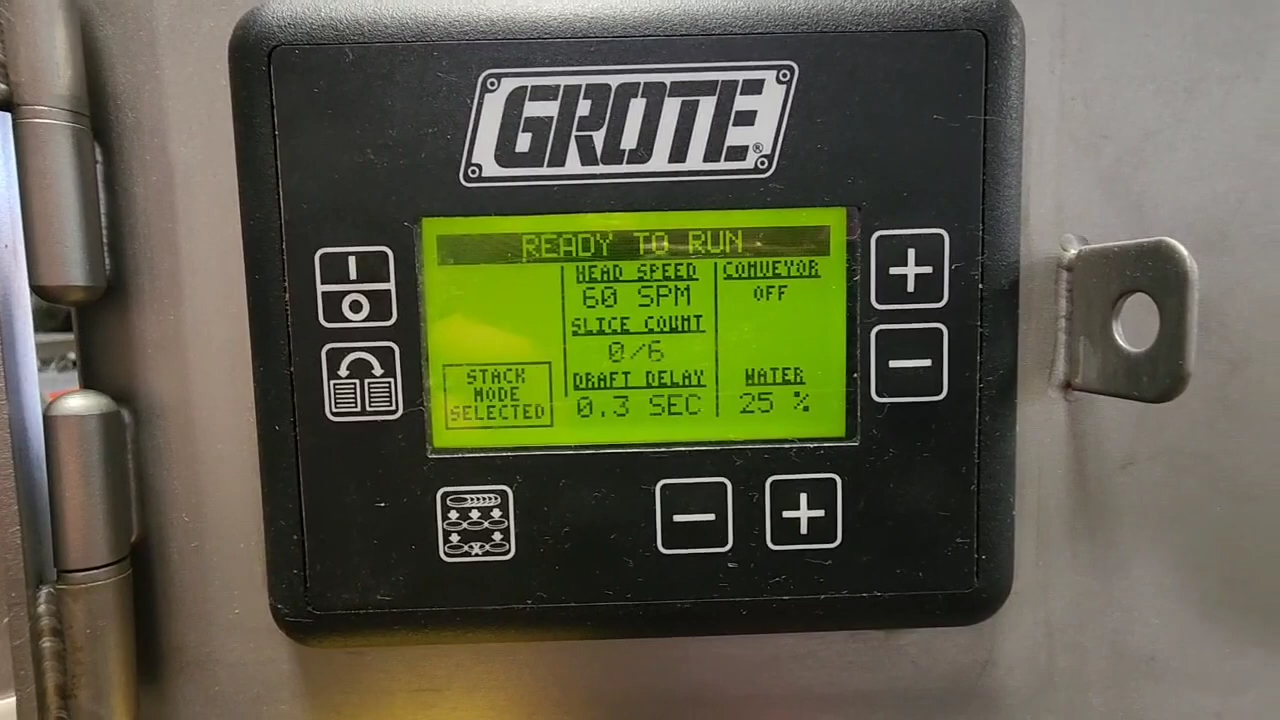 GROTE®
READY TO RUN
HEAD SPEED
60 SPM
SLICE COUNT
0/6
DRAFT DELAY
0.3 SEC
CONVEYOR
OFF
WATER
25 %
STACK
MODE
SELECTED